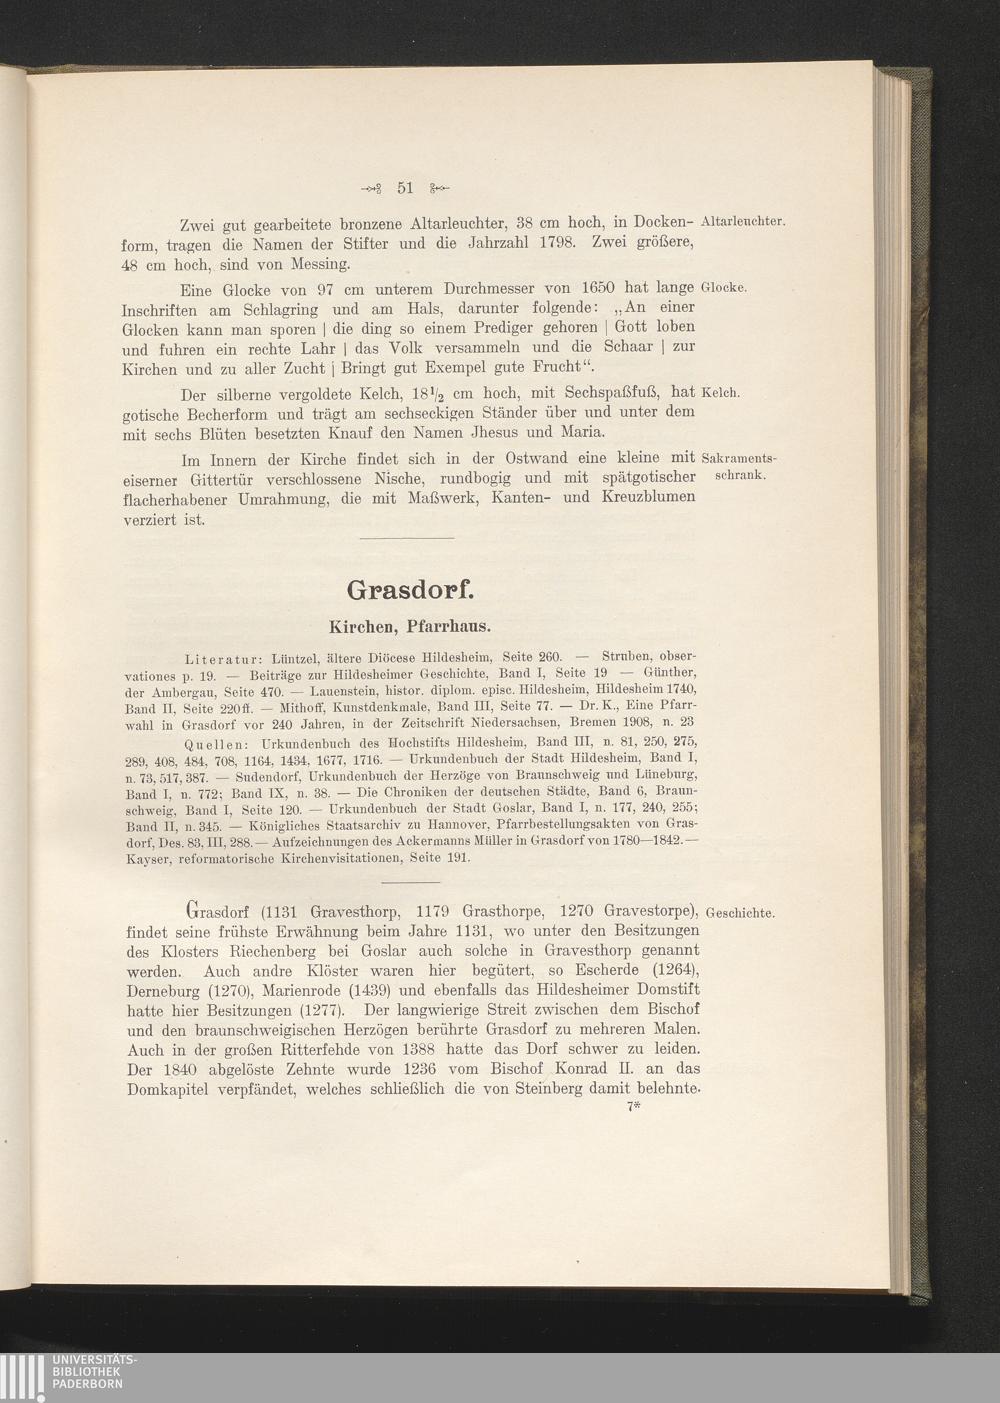 51
Zwei gut gearbeitete bronzene Altarleuchter, 38 cm hoch, in Docken- Altarleuchter.
form, tragen die Namen der Stifter und die Jahrzahl 1798. Zwei größere,
48 cm hoch, sind von Messing.
Eine Glocke von 97 cm unterem Durchmesser von 1650 hat lange Glocke.
Inschriften am Schlagring und am Hals, darunter folgende: „An einer
Glocken kann man sporen | die ding so einem Prediger gehoren | Gott loben
und fuhren ein rechte Lahr | das Volk versammeln und die Schaar | zur
Kirchen und zu aller Zucht | Bringt gut Exempel gute Frucht“.
Der silberne vergoldete Kelch, 18½ cm hoch, mit Sechspaßfuß, hat Kelch.
gotische Becherform und trägt am sechseckigen Ständer über und unter dem
mit sechs Blüten besetzten Knauf den Namen Jhesus und Maria.
Im Innern der Kirche findet sich in der Ostwand eine kleine mit Sakraments-
eiserner Gittertür verschlossene Nische, rundbogig und mit spätgotischer schrank.
flacherhabener Umrahmung, die mit Maßwerk, Kanten- und Kreuzblumen
verziert ist.
Grasdorf.
Kirchen, Pfarrhaus.
Literatur: Lüntzel, ältere Diöcese Hildesheim, Seite 260. — Struben, obser-
vationes p. 19. — Beiträge zur Hildesheimer Geschichte, Band I, Seite 19 — Günther,
der Ambergau, Seite 470. — Lauenstein, histor. diplom. episc. Hildesheim, Hildesheim 1740,
Band II, Seite 220 ff. — Mithoff, Kunstdenkmale, Band III, Seite 77. — Dr. K., Eine Pfarr-
wahl in Grasdorf vor 240 Jahren, in der Zeitschrift Niedersachsen, Bremen 1908, n. 23
Quellen: Urkundenbuch des Hochstifts Hildesheim, Band III, n. 81, 250, 275,
289, 408, 484, 708, 1164, 1434, 1677, 1716. — Urkundenbuch der Stadt Hildesheim, Band I,
n. 73, 517, 387. — Sudendorf, Urkundenbuch der Herzöge von Braunschweig und Lüneburg,
Band I, n. 772; Band IX, n. 38. — Die Chroniken der deutschen Städte, Band 6, Braun-
schweig, Band I, Seite 120. — Urkundenbuch der Stadt Goslar, Band I, n. 177, 240, 255;
Band II, n. 345. — Königliches Staatsarchiv zu Hannover, Pfarrbestellungsakten von Gras-
dorf, Des. 83, III, 288. — Aufzeichnungen des Ackermanns Müller in Grasdorf von 1780—1842. —
Kayser, reformatorische Kirchenvisitationen, Seite 191.
Grasdorf (1131 Gravesthorp, 1179 Grasthorpe, 1270 Gravestorpe), Geschichte.
findet seine frühste Erwähnung beim Jahre 1131, wo unter den Besitzungen
des Klosters Riechenberg bei Goslar auch solche in Gravesthorp genannt
werden. Auch andre Klöster waren hier begütert, so Escherde (1264),
Derneburg (1270), Marienrode (1439) und ebenfalls das Hildesheimer Domstift
hatte hier Besitzungen (1277). Der langwierige Streit zwischen dem Bischof
und den braunschweigischen Herzögen berührte Grasdorf zu mehreren Malen.
Auch in der großen Ritterfehde von 1388 hatte das Dorf schwer zu leiden.
Der 1840 abgelöste Zehnte wurde 1236 vom Bischof Konrad II. an das
Domkapitel verpfändet, welches schließlich die von Steinberg damit belehnte.
7*
UNIVERSITÄTS-
BIBLIOTHEK
PADERBORN